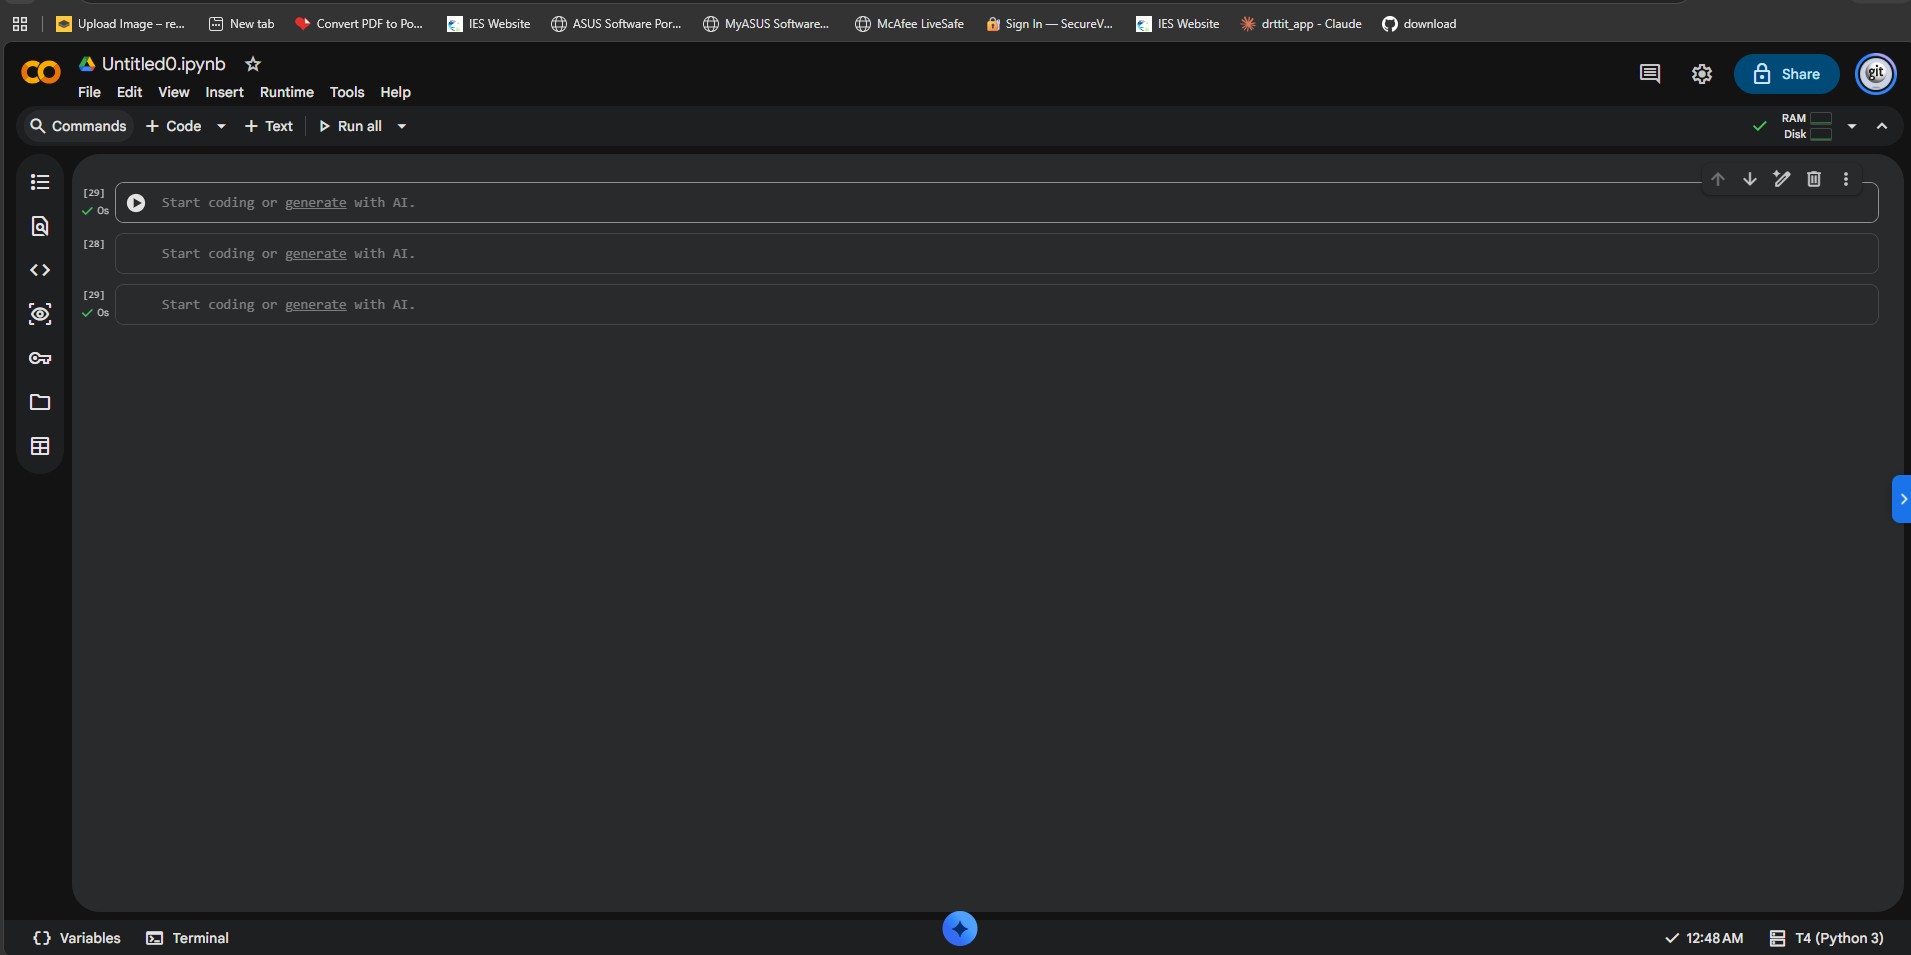 Upload Image – re... New tab Convert PDF to Po... IES Website ASUS Software Por... MyASUS Software... McAfee LiveSafe Sign In — SecureV... IES Website drttit_app - Claude download
CO Untitled0.ipynb
File Edit View Insert Runtime Tools Help
Share
git
Commands + Code + Text Run all
RAM
Disk
[29] Start coding or generate with AI.
0s
[28] Start coding or generate with AI.
[29] Start coding or generate with AI.
0s
{} Variables Terminal 12:48 AM T4 (Python 3)